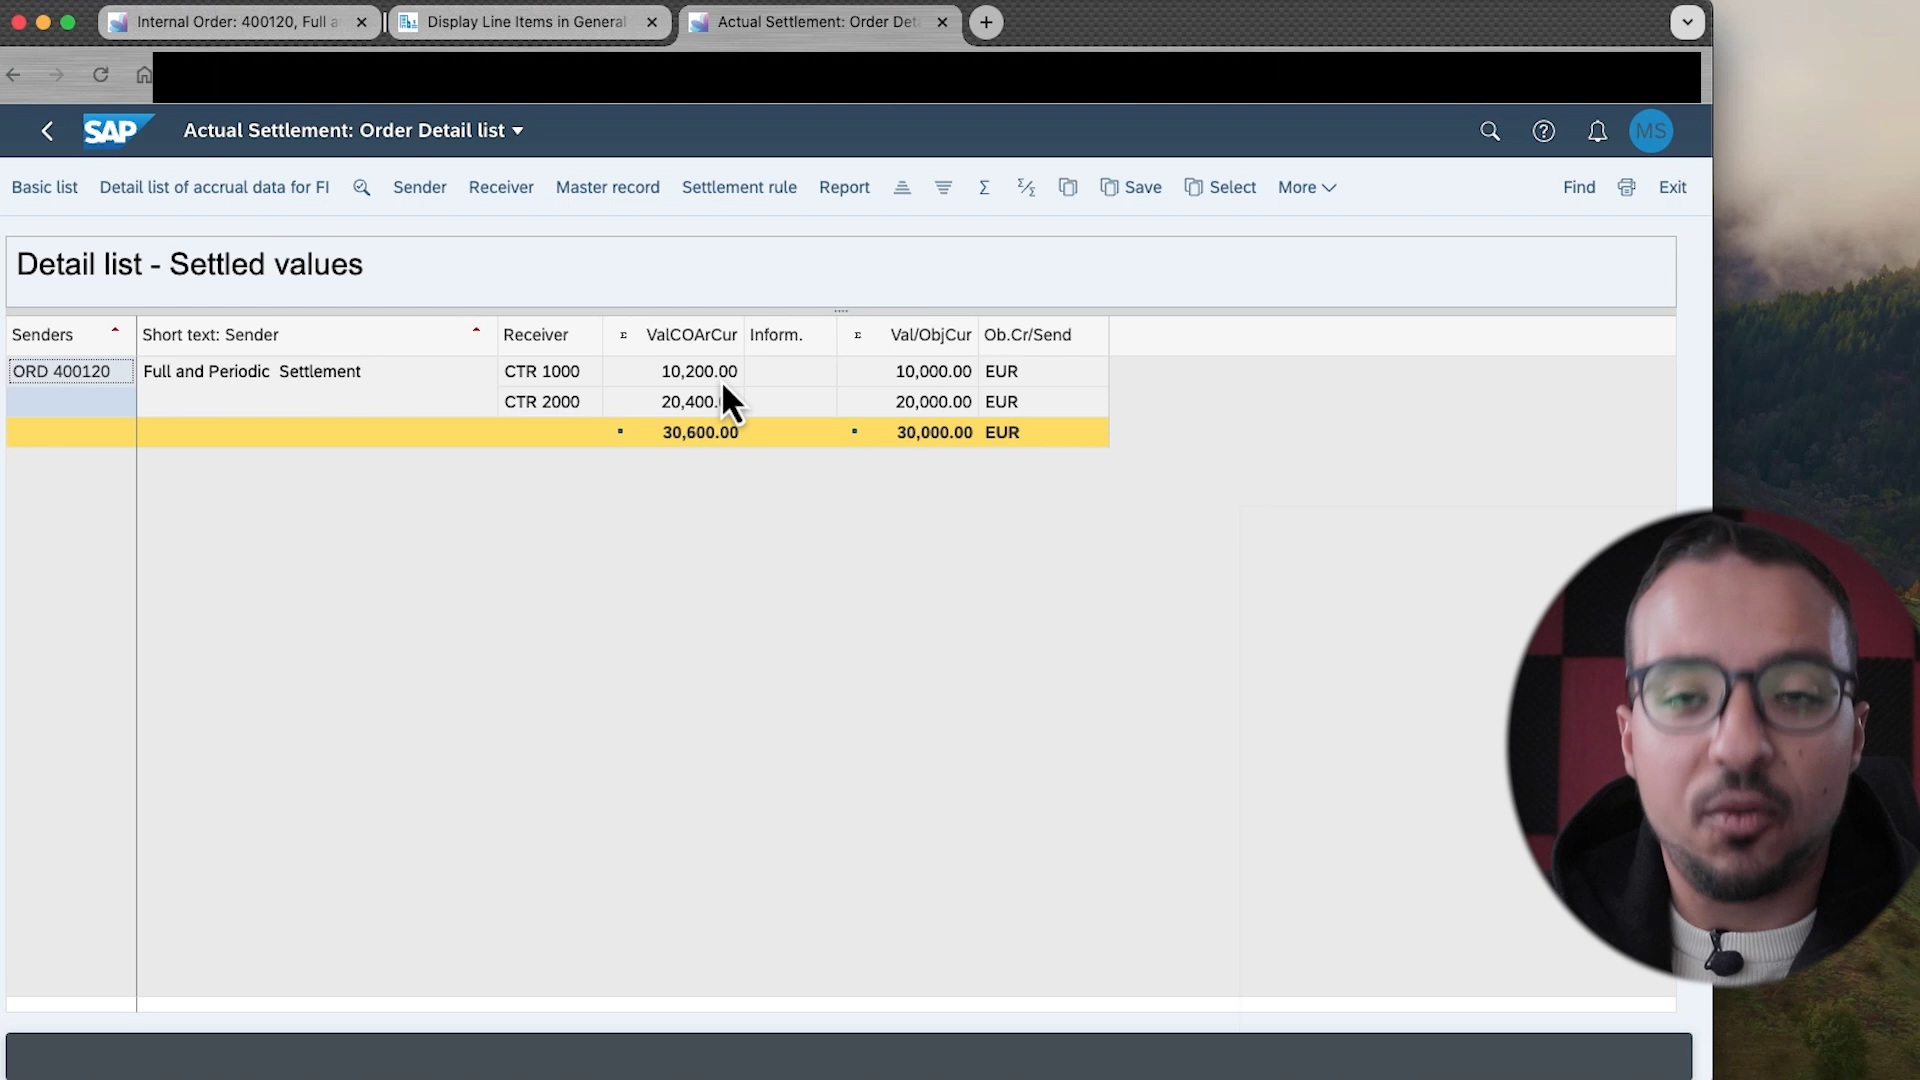 Internal Order: 400120, Full a
Display Line Items in General
Actual Settlement: Order Det
SAP
Actual Settlement: Order Detail list
MS
Basic list
Detail list of accrual data for FI
Sender
Receiver
Master record
Settlement rule
Report
Save
Select
More
Find
Exit
Detail list - Settled values
Senders Short text: Sender Receiver Σ ValCOArCur Inform. Σ Val/ObjCur Ob.Cr/Send
ORD 400120 Full and Periodic Settlement CTR 1000 10,200.00 10,000.00 EUR
CTR 2000 20,400. 20,000.00 EUR
30,600.00 30,000.00 EUR